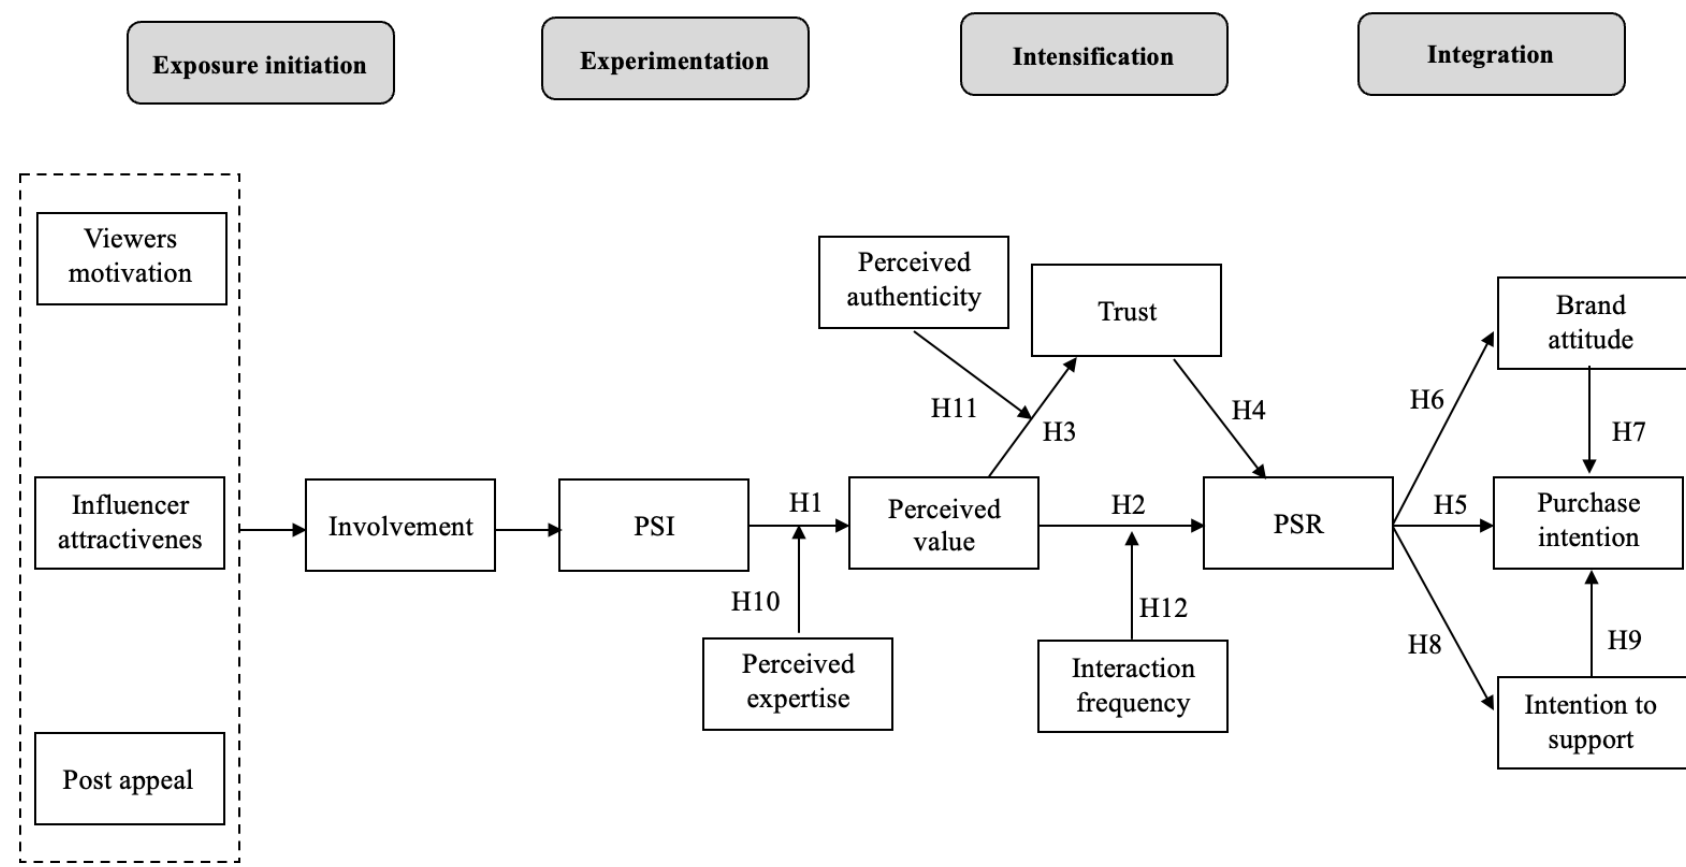 Exposure initiation
Experimentation
Intensification
Integration
Viewers
motivation
Influencer
attractivenes
Post appeal
Involvement
PSI
H1
H10
Perceived
expertise
Perceived
value
Perceived
authenticity
H11
H3
Trust
H4
H2
H12
Interaction
frequency
PSR
H6
H5
H8
Brand
attitude
H7
Purchase
intention
H9
Intention to
support